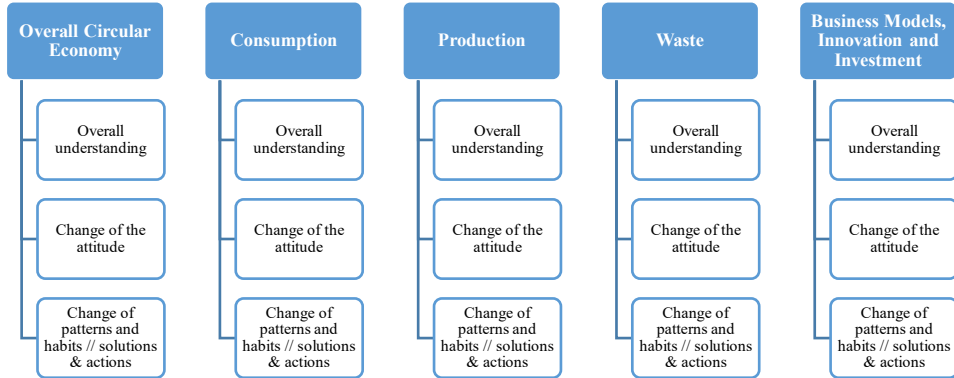 Overall Circular
Economy
Overall
understanding
Change of the
attitude
Change of
patterns and
habits // solutions
& actions
Consumption
Overall
understanding
Change of the
attitude
Change of
patterns and
habits // solutions
& actions
Production
Overall
understanding
Change of the
attitude
Change of
patterns and
habits // solutions
& actions
Waste
Overall
understanding
Change of the
attitude
Change of
patterns and
habits // solutions
& actions
Business Models,
Innovation and
Investment
Overall
understanding
Change of the
attitude
Change of
patterns and
habits // solutions
& actions